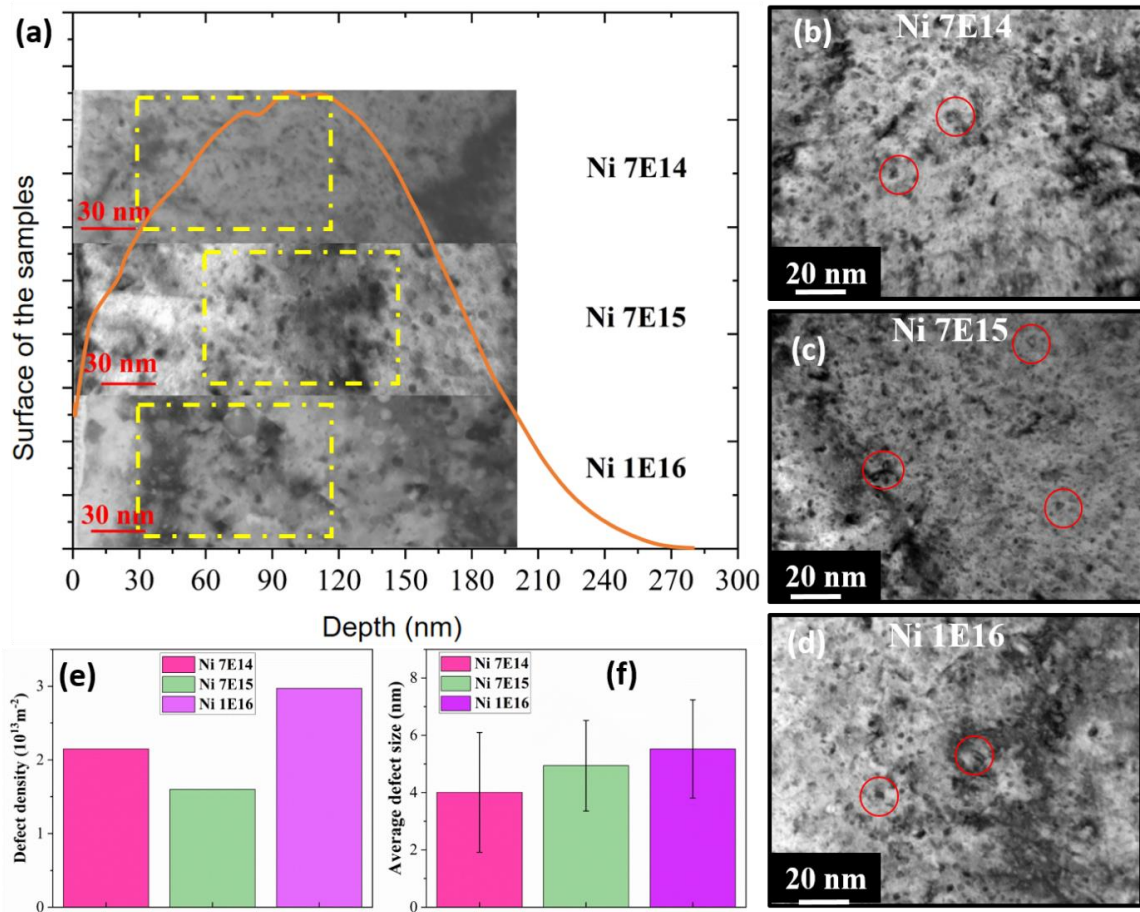 (a)
Surface of the samples
30 nm
Ni 7E14
30 nm
Ni 7E15
30 nm
Ni 1E16
0 30 60 90 120 150 180 210 240 270 300
Depth (nm)
(b)
Ni 7E14
20 nm
(c)
Ni 7E15
20 nm
(d)
Ni 1E16
20 nm
(e)
Ni 7E14
Ni 7E15
Ni 1E16
Defect density (10¹³m⁻²)
3
2
1
0
(f)
Ni 7E14
Ni 7E15
Ni 1E16
Average defect size (nm)
8
6
4
2
0